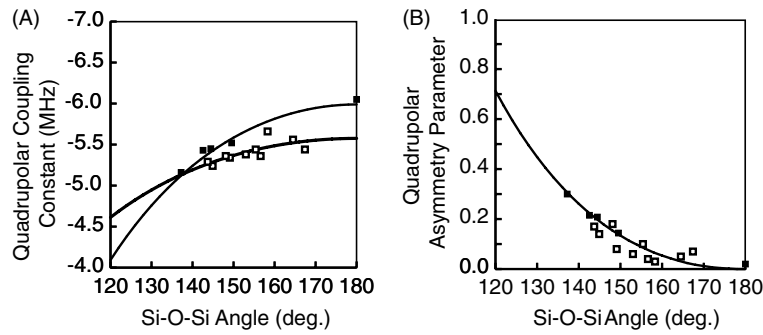 (A)
-7.0
-6.0
-5.5
-5.0
-4.5
-4.0
Quadrupolar Coupling
Constant (MHz)
120 130 140 150 160 170 180
Si-O-Si Angle (deg.)
(B)
1.0
0.8
0.6
0.4
0.2
0.0
Quadrupolar
Asymmetry Parameter
120 130 140 150 160 170 180
Si-O-Si Angle (deg.)